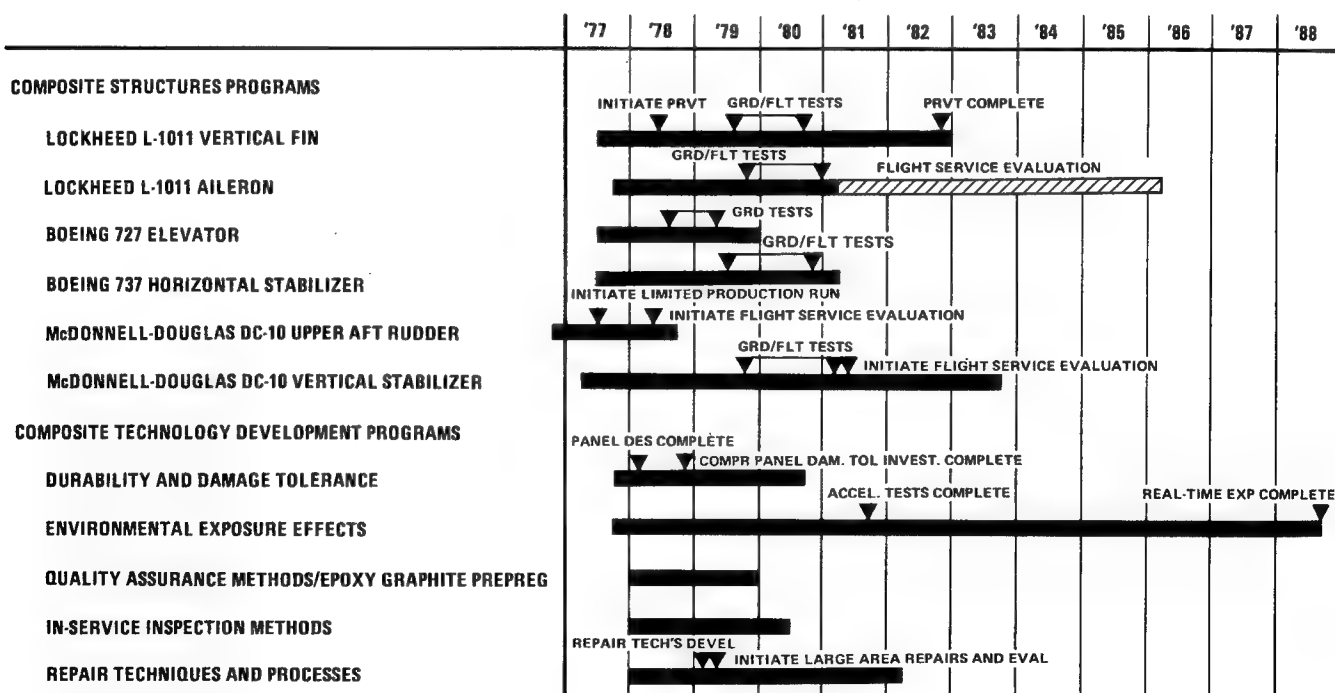 '77 '78 '79 '80 '81 '82 '83 '84 '85 '86 '87 '88
COMPOSITE STRUCTURES PROGRAMS
INITIATE PRVT GRD/FLT TESTS PRVT COMPLETE
LOCKHEED L-1011 VERTICAL FIN
GRD/FLT TESTS FLIGHT SERVICE EVALUATION
LOCKHEED L-1011 AILERON
GRD TESTS
BOEING 727 ELEVATOR
GRD/FLT TESTS
BOEING 737 HORIZONTAL STABILIZER
INITIATE LIMITED PRODUCTION RUN
INITIATE FLIGHT SERVICE EVALUATION
McDONNELL-DOUGLAS DC-10 UPPER AFT RUDDER
GRD/FLT TESTS
INITIATE FLIGHT SERVICE EVALUATION
McDONNELL-DOUGLAS DC-10 VERTICAL STABILIZER
COMPOSITE TECHNOLOGY DEVELOPMENT PROGRAMS
PANEL DES COMPLETE
COMPR PANEL DAM. TOL INVEST. COMPLETE
DURABILITY AND DAMAGE TOLERANCE
ACCEL. TESTS COMPLETE REAL-TIME EXP COMPLETE
ENVIRONMENTAL EXPOSURE EFFECTS
QUALITY ASSURANCE METHODS/EPOXY GRAPHITE PREPREG
IN-SERVICE INSPECTION METHODS
REPAIR TECH'S DEVEL
INITIATE LARGE AREA REPAIRS AND EVAL
REPAIR TECHNIQUES AND PROCESSES